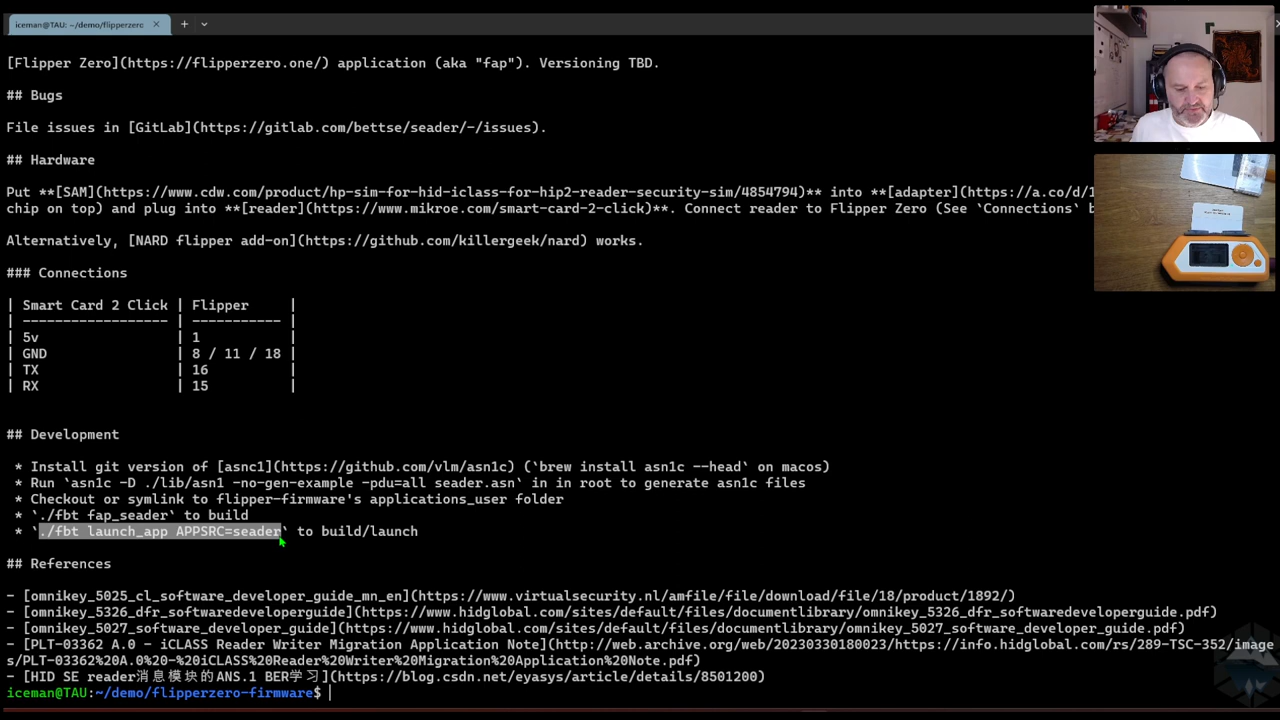 iceman@TAU: ~/demo/flipperzero
[Flipper Zero](https://flipperzero.one/) application (aka "fap"). Versioning TBD.
## Bugs
File issues in [GitLab](https://gitlab.com/bettse/seader/-/issues).
## Hardware
Put **[SAM](https://www.cdw.com/product/hp-sim-for-hid-iclass-for-hip2-reader-security-sim/4854794)** into **[adapter](https://a.co/d/1
chip on top) and plug into **[reader](https://www.mikroe.com/smart-card-2-click)**. Connect reader to Flipper Zero (See `Connections` b
Alternatively, [NARD flipper add-on](https://github.com/killergeek/nard) works.
### Connections
| Smart Card 2 Click | Flipper |
| ------------------ | ----------- |
| 5v | 1 |
| GND | 8 / 11 / 18 |
| TX | 16 |
| RX | 15 |
## Development
* Install git version of [asnc1](https://github.com/vlm/asn1c) (`brew install asn1c --head` on macos)
* Run `asn1c -D ./lib/asn1 -no-gen-example -pdu=all seader.asn` in in root to generate asn1c files
* Checkout or symlink to flipper-firmware's applications_user folder
* `./fbt fap_seader` to build
* `./fbt launch_app APPSRC=seader` to build/launch
## References
- [omnikey_5025_cl_software_developer_guide_mn_en](https://www.virtualsecurity.nl/amfile/file/download/file/18/product/1892/)
- [omnikey_5326_dfr_softwaredeveloperguide](https://www.hidglobal.com/sites/default/files/documentlibrary/omnikey_5326_dfr_softwaredeveloperguide.pdf)
- [omnikey_5027_software_developer_guide](https://www.hidglobal.com/sites/default/files/documentlibrary/omnikey_5027_software_developer_guide.pdf)
- [PLT-03362 A.0 - iCLASS Reader Writer Migration Application Note](http://web.archive.org/web/20230330180023/https://info.hidglobal.com/rs/289-TSC-352/image
s/PLT-03362%20A.0%20-%20iCLASS%20Reader%20Writer%20Migration%20Application%20Note.pdf)
- [HID SE reader消息模块的ANS.1 BER学习](https://blog.csdn.net/eyasys/article/details/8501200)
iceman@TAU:~/demo/flipperzero-firmware$